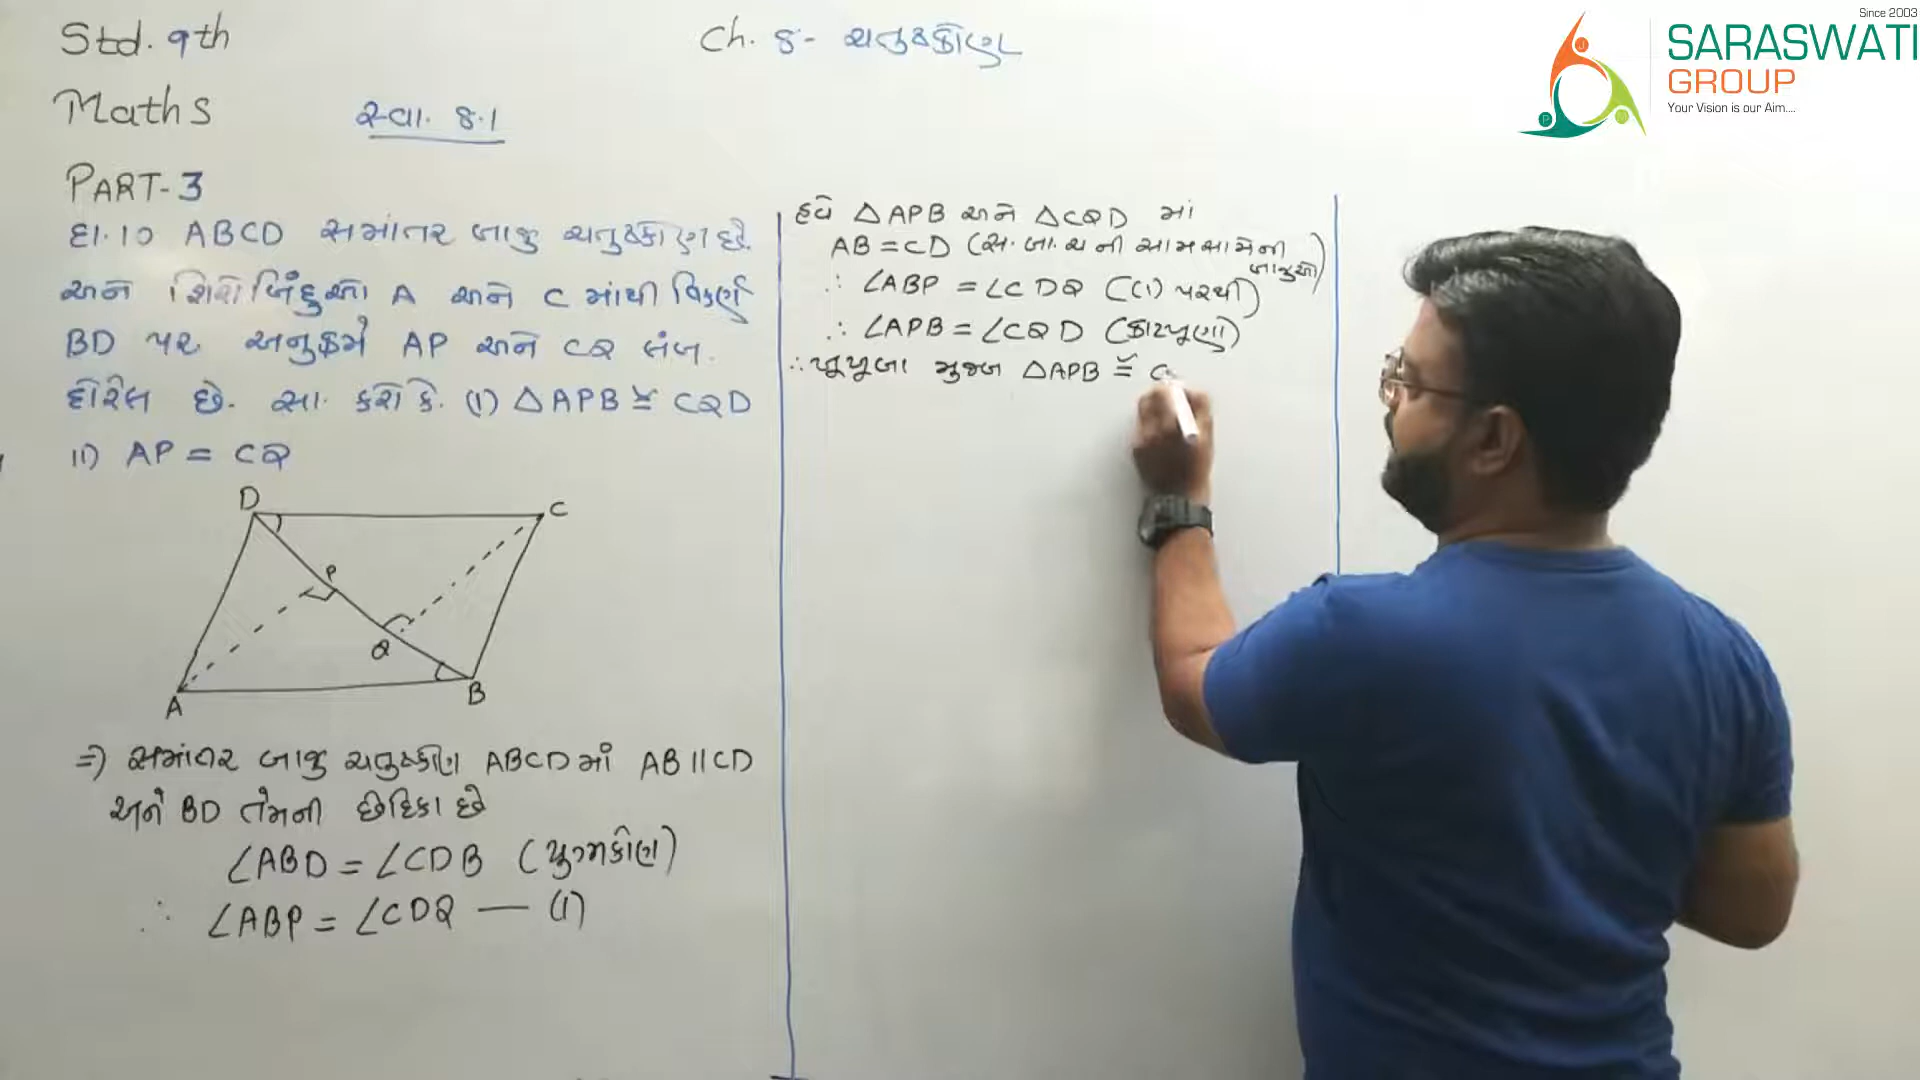 Std. 9th
Ch. 8- ચતુષ્કોણ
Since 2003
SARASWATI
GROUP
Your Vision is our Aim....
Maths
સ્વા. 8.1
PART-3
દા.10 ABCD સમાંતર બાજુ ચતુષ્કોણ છે.
અને શિરોબિંદુઓ A અને C માંથી વિકર્ણ
BD પર અનુક્રમે AP અને CQ લંબ.
દોરેલ છે. સા. કરો કે. (I) △APB ≅ CQD
II) AP = CQ
D
C
P
Q
A
B
⇒) સમાંતર બાજુ ચતુષ્કોણ ABCD માં AB || CD
અને BD તેમની છેદિકા છે
∠ABD = ∠CDB (યુગ્મકોણ)
∴ ∠ABP = ∠CDQ — (1)
હવે △APB અને △CQD માં
AB = CD (સ. બા. ચ ની સામ સામેની બાજુઓ)
∴ ∠ABP = ∠CDQ ((1) પરથી)
∴ ∠APB = ∠CQD (કાટખૂણા)
∴ ખૂખૂબા મુજબ △APB ≅ C